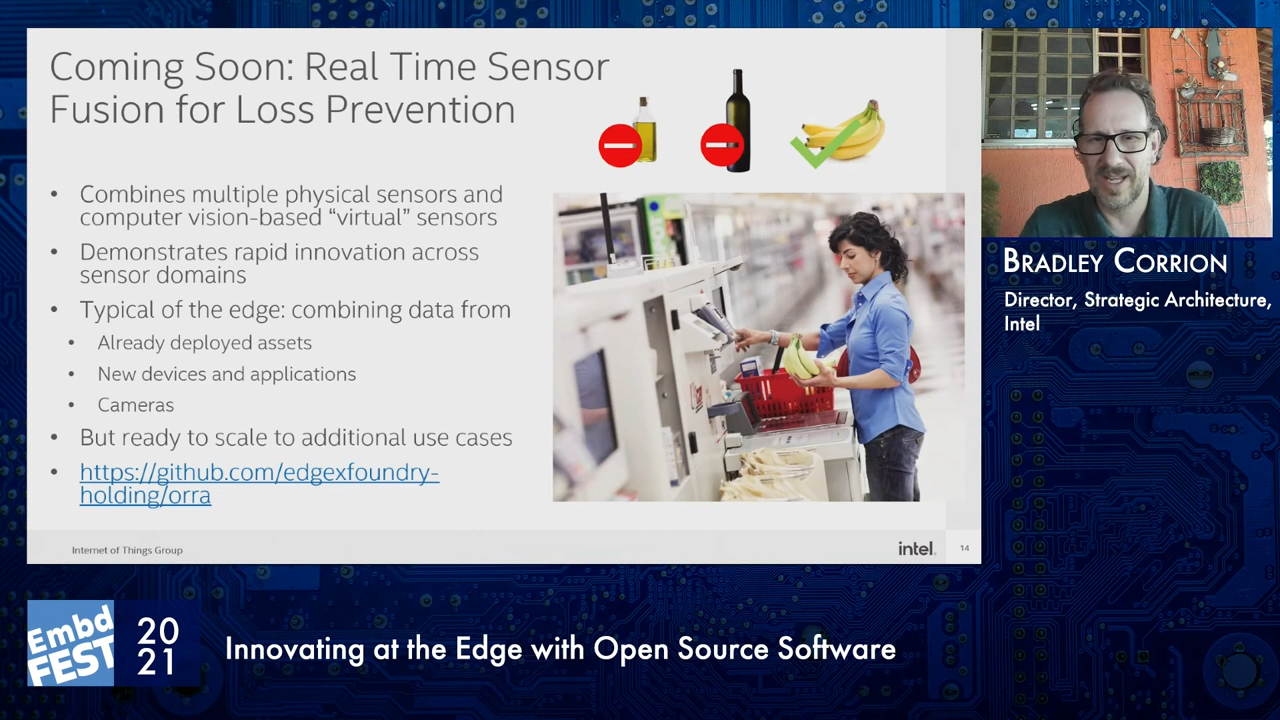 Coming Soon: Real Time Sensor
Fusion for Loss Prevention
• Combines multiple physical sensors and
computer vision-based “virtual” sensors
• Demonstrates rapid innovation across
sensor domains
• Typical of the edge: combining data from
• Already deployed assets
• New devices and applications
• Cameras
• But ready to scale to additional use cases
• https://github.com/edgexfoundry-
holding/orra
Internet of Things Group
intel.
14
BRADLEY CORRION
Director, Strategic Architecture,
Intel
Embd
FEST
20
21
Innovating at the Edge with Open Source Software